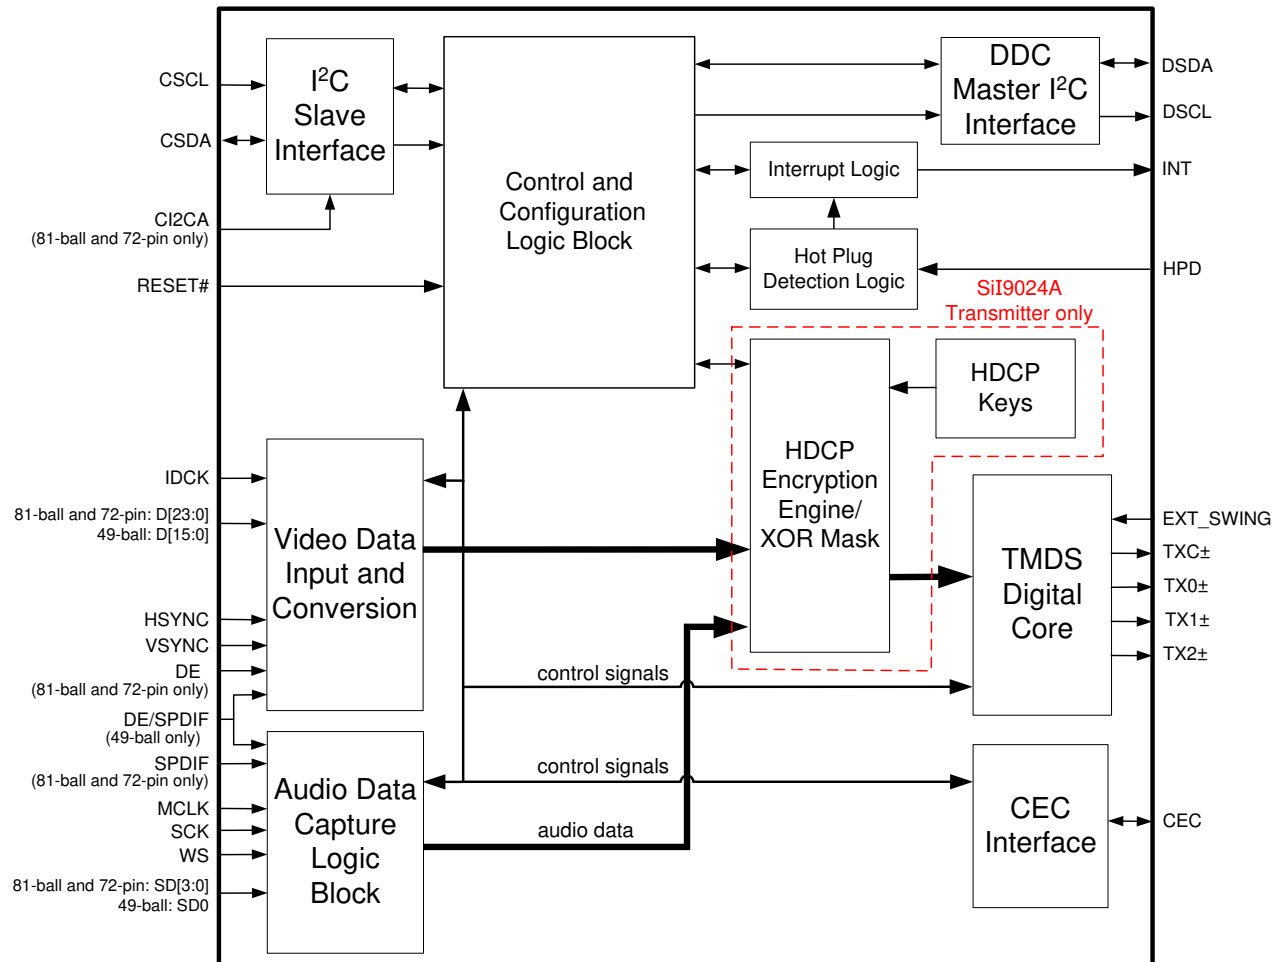 CSCL
CSDA
CI2CA
(81-ball and 72-pin only)
RESET#
I²C
Slave
Interface
Control and
Configuration
Logic Block
DDC
Master I²C
Interface
DSDA
DSCL
Interrupt Logic
INT
Hot Plug
Detection Logic
HPD
SiI9024A
Transmitter only
HDCP
Keys
HDCP
Encryption
Engine/
XOR Mask
IDCK
81-ball and 72-pin: D[23:0]
49-ball: D[15:0]
HSYNC
VSYNC
DE
(81-ball and 72-pin only)
DE/SPDIF
(49-ball only)
SPDIF
(81-ball and 72-pin only)
MCLK
SCK
WS
81-ball and 72-pin: SD[3:0]
49-ball: SD0
Video Data
Input and
Conversion
Audio Data
Capture
Logic
Block
control signals
control signals
audio data
TMDS
Digital
Core
EXT_SWING
TXC±
TX0±
TX1±
TX2±
CEC
Interface
CEC